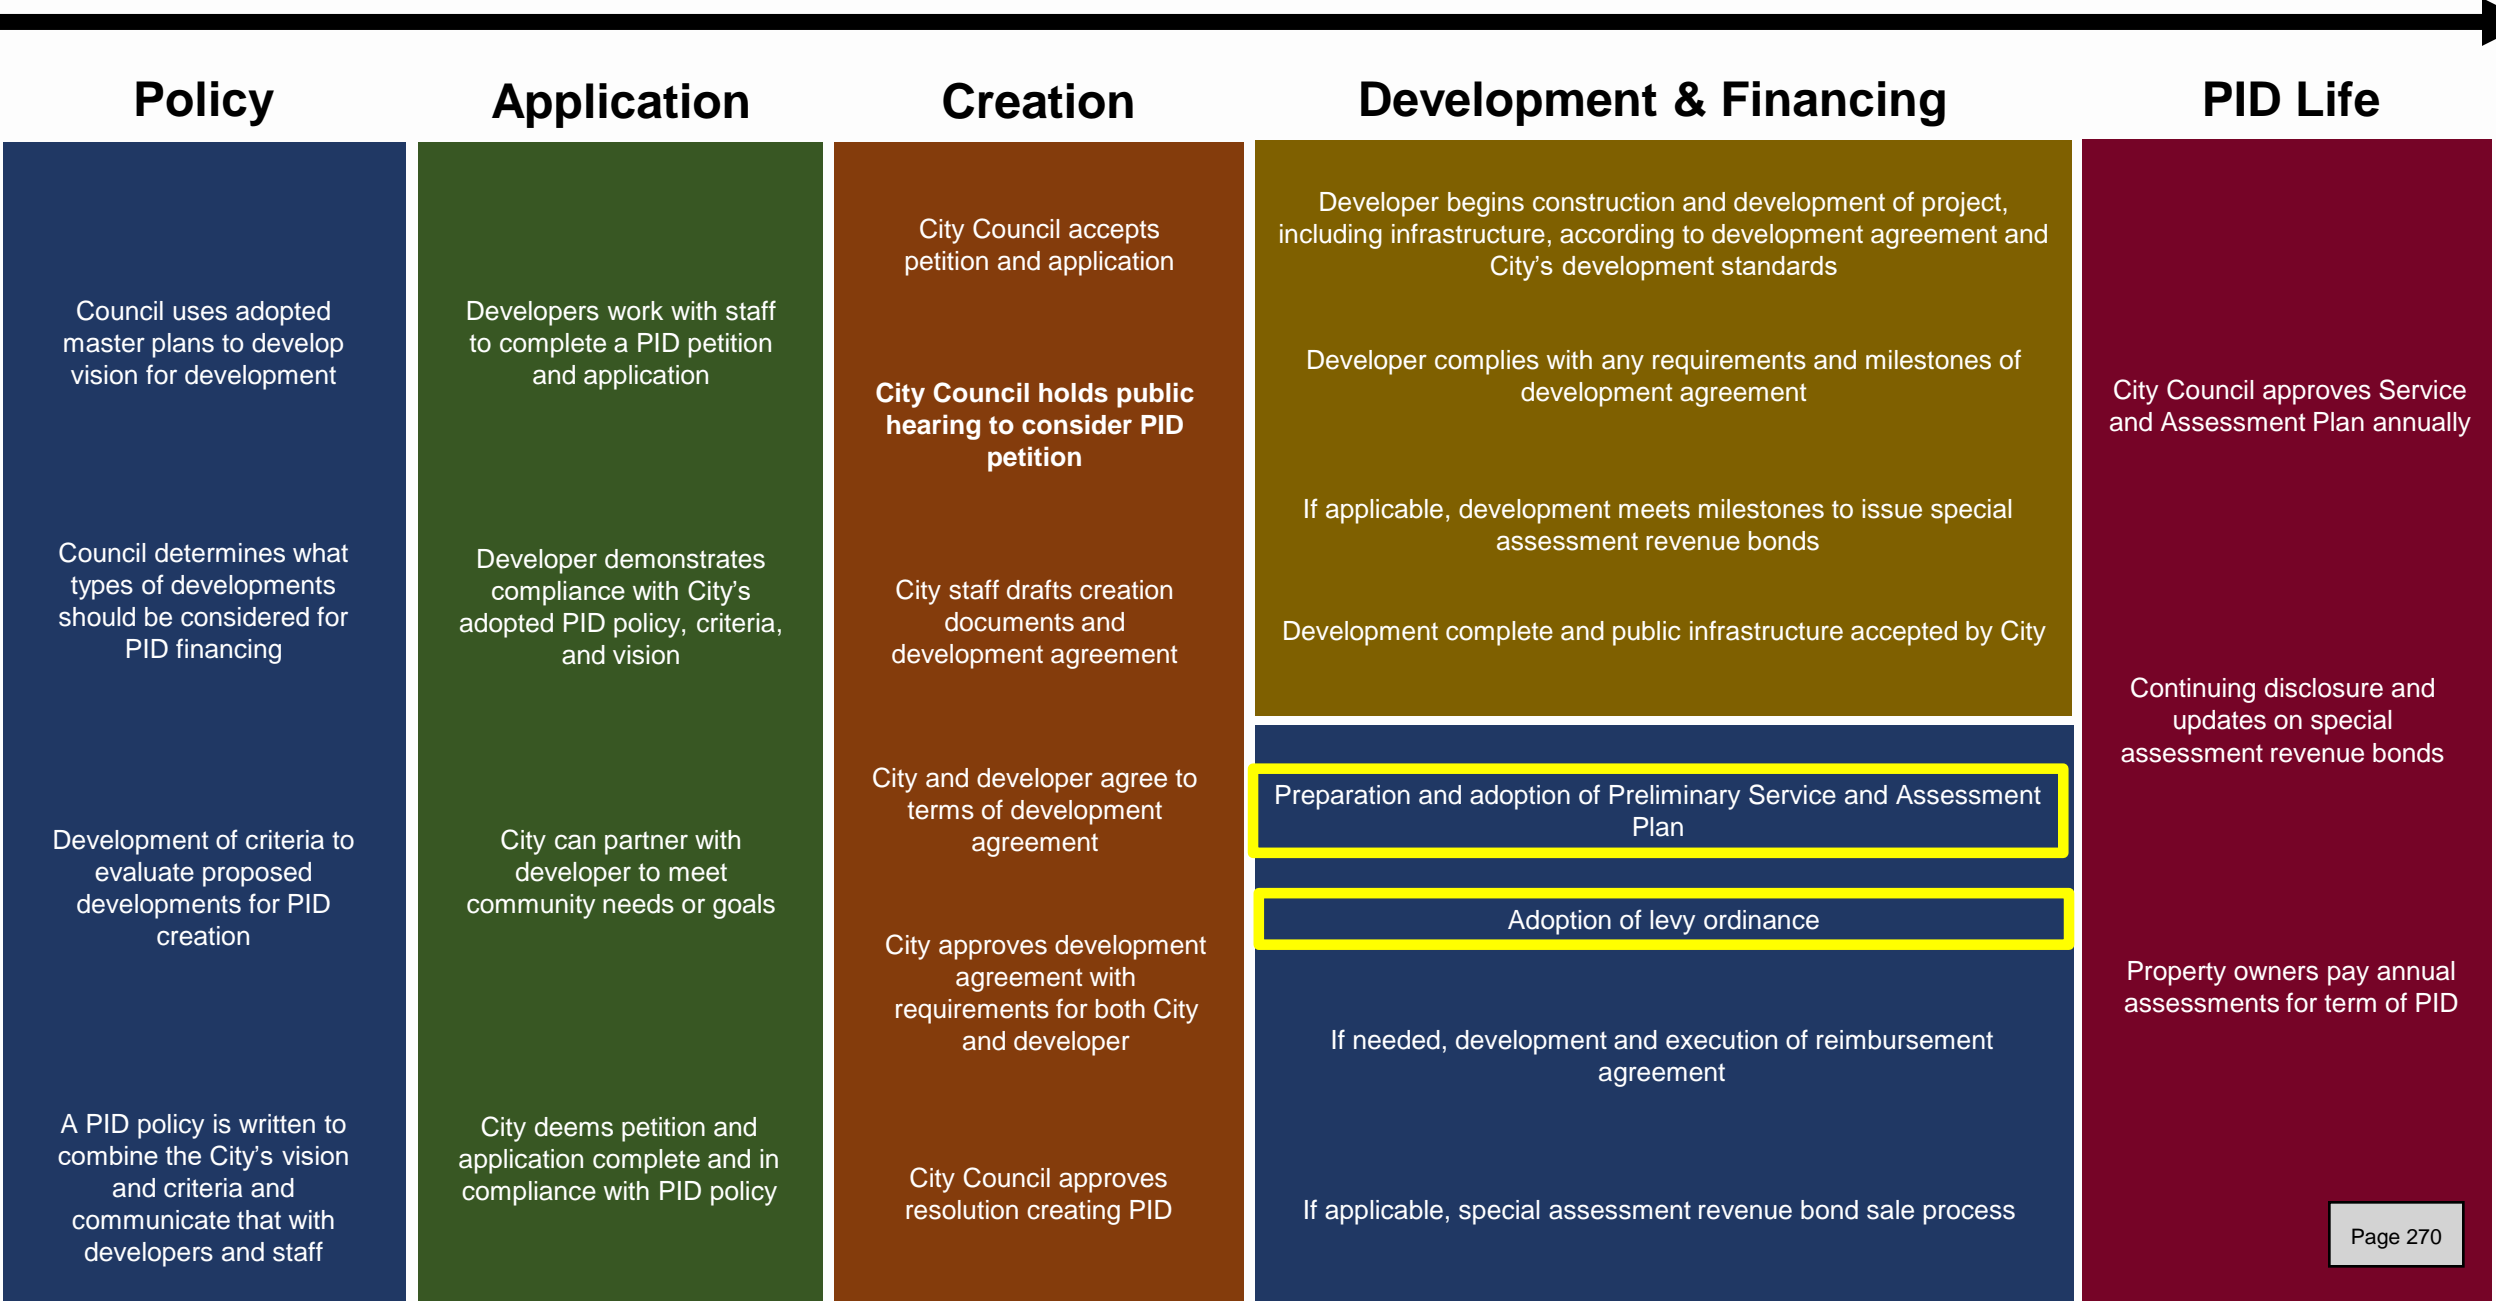 Policy
Council uses adopted
master plans to develop
vision for development
Council determines what
types of developments
should be considered for
PID financing
Development of criteria to
evaluate proposed
developments for PID
creation
A PID policy is written to
combine the City’s vision
and criteria and
communicate that with
developers and staff
Application
Developers work with staff
to complete a PID petition
and application
Developer demonstrates
compliance with City’s
adopted PID policy, criteria,
and vision
City can partner with
developer to meet
community needs or goals
City deems petition and
application complete and in
compliance with PID policy
Creation
City Council accepts
petition and application
City Council holds public
hearing to consider PID
petition
City staff drafts creation
documents and
development agreement
City and developer agree to
terms of development
agreement
City approves development
agreement with
requirements for both City
and developer
City Council approves
resolution creating PID
Development & Financing
Developer begins construction and development of project,
including infrastructure, according to development agreement and
City’s development standards
Developer complies with any requirements and milestones of
development agreement
If applicable, development meets milestones to issue special
assessment revenue bonds
Development complete and public infrastructure accepted by City
Preparation and adoption of Preliminary Service and Assessment
Plan
Adoption of levy ordinance
If needed, development and execution of reimbursement
agreement
If applicable, special assessment revenue bond sale process
PID Life
City Council approves Service
and Assessment Plan annually
Continuing disclosure and
updates on special
assessment revenue bonds
Property owners pay annual
assessments for term of PID
Page 270